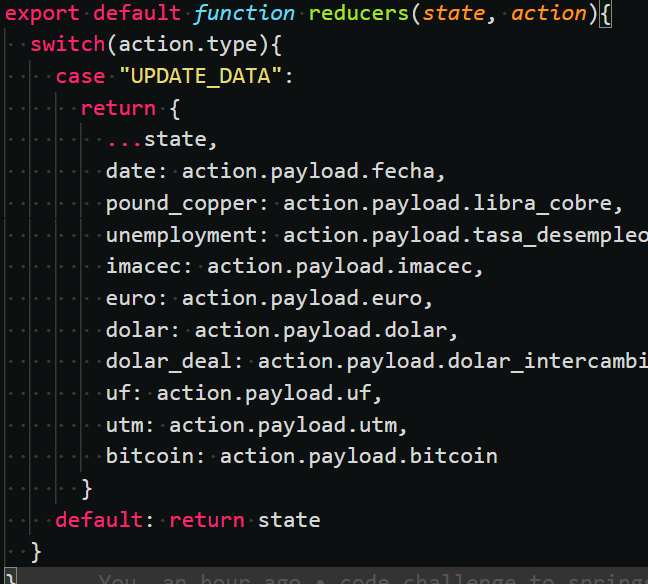 export default function reducers(state, action){
switch(action.type){
case "UPDATE_DATA":
return {
...state,
date: action.payload.fecha,
pound_copper: action.payload.libra_cobre,
unemployment: action.payload.tasa_desempleo
imacec: action.payload.imacec,
euro: action.payload.euro,
dolar: action.payload.dolar,
dolar_deal: action.payload.dolar_intercambi
uf: action.payload.uf,
utm: action.payload.utm,
bitcoin: action.payload.bitcoin
}
default: return state
}
} You, an hour ago • code challenge to